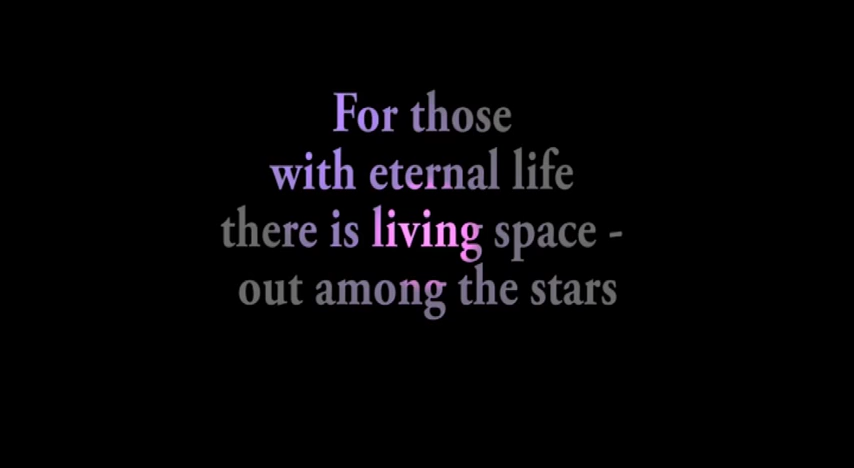 For those
with eternal life
there is living space -
out among the stars